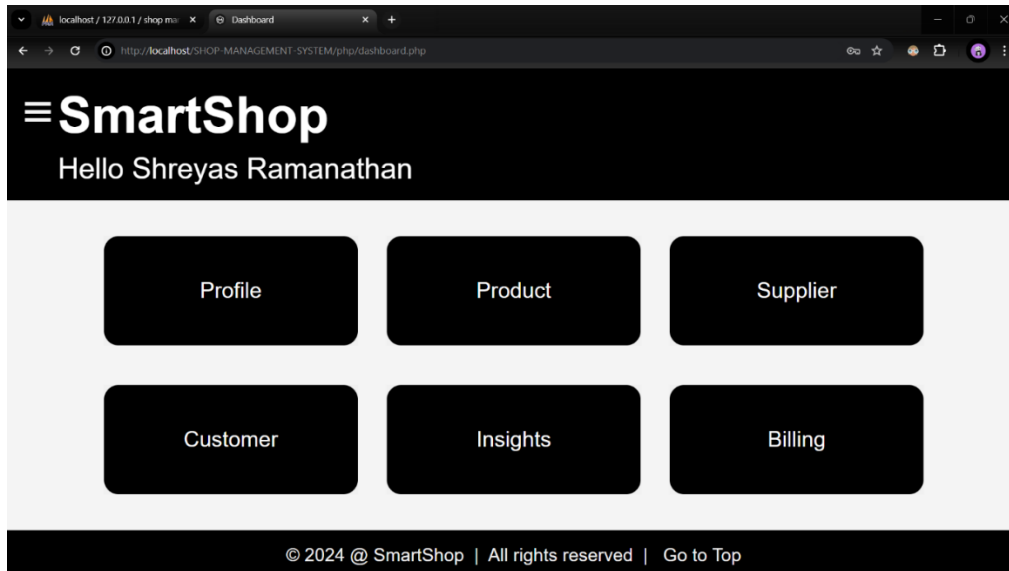 localhost / 127.0.0.1 / shop mar
Dashboard
http://localhost/SHOP-MANAGEMENT-SYSTEM/php/dashboard.php
SmartShop
Hello Shreyas Ramanathan
Profile
Product
Supplier
Customer
Insights
Billing
© 2024 @ SmartShop | All rights reserved | Go to Top